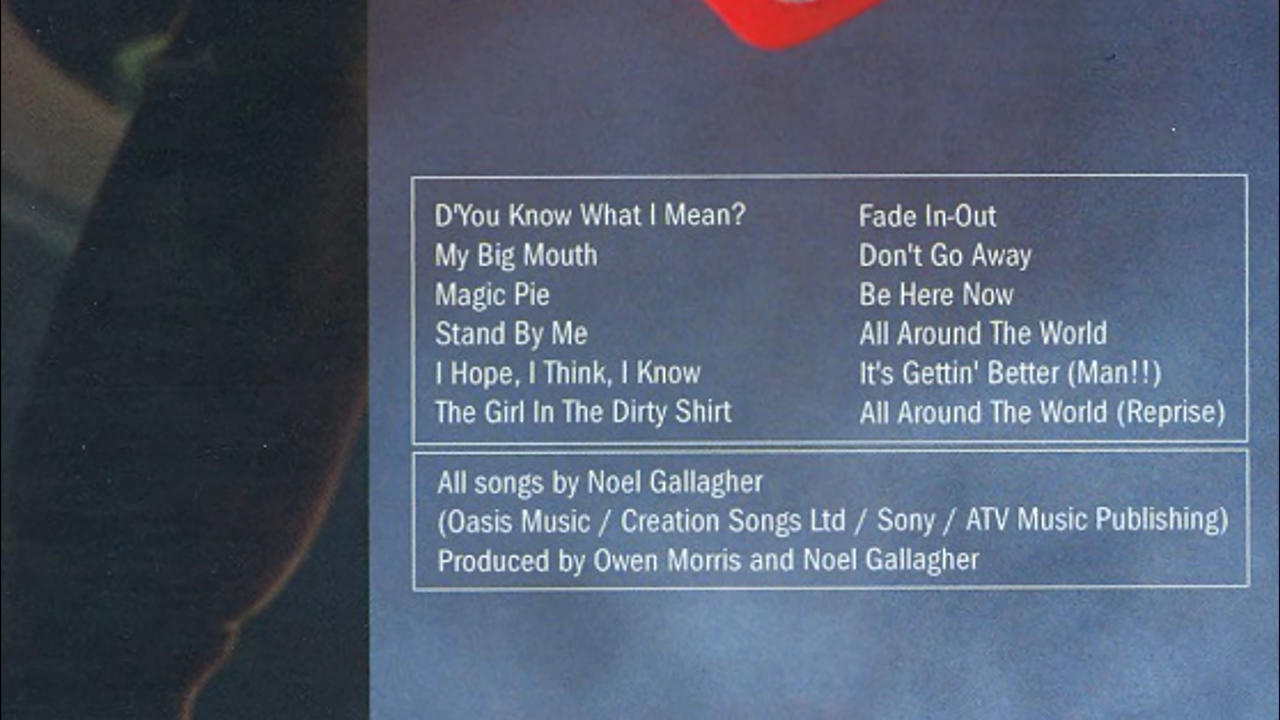 D'You Know What I Mean?
My Big Mouth
Magic Pie
Stand By Me
I Hope, I Think, I Know
The Girl In The Dirty Shirt
Fade In-Out
Don't Go Away
Be Here Now
All Around The World
It's Gettin' Better (Man!!)
All Around The World (Reprise)
All songs by Noel Gallagher
(Oasis Music / Creation Songs Ltd / Sony / ATV Music Publishing)
Produced by Owen Morris and Noel Gallagher